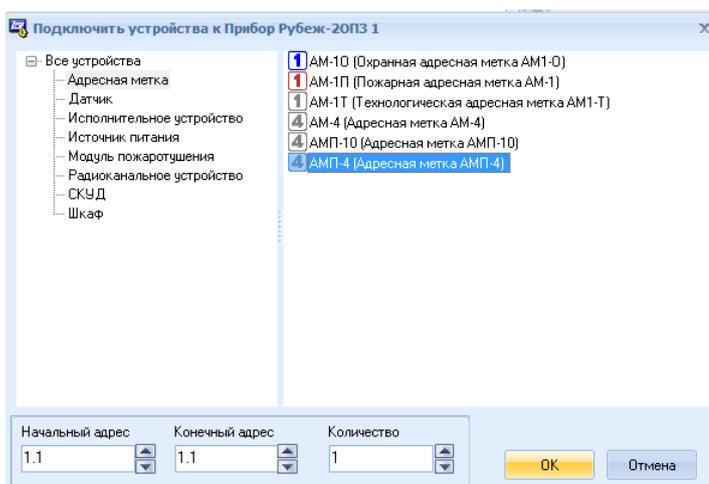 Подключить устройства к Прибор Рубеж-2ОП3 1
Все устройства
Адресная метка
Датчик
Исполнительное устройство
Источник питания
Модуль пожаротушения
Радиоканальное устройство
СКУД
Шкаф
1 АМ-1О (Охранная адресная метка АМ1-О)
1 АМ-1П (Пожарная адресная метка АМ-1)
1 АМ-1Т (Технологическая адресная метка АМ1-Т)
4 АМ-4 (Адресная метка АМ-4)
4 АМП-10 (Адресная метка АМП-10)
4 АМП-4 (Адресная метка АМП-4)
Начальный адрес Конечный адрес Количество
1.1 1.1 1
ОК Отмена